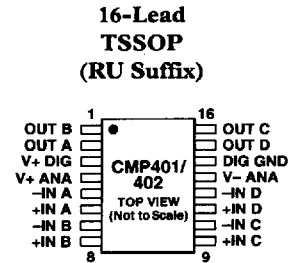 16-Lead
TSSOP
(RU Suffix)
1 16
OUT B OUT C
OUT A OUT D
V+ DIG DIG GND
V+ ANA V− ANA
−IN A −IN D
+IN A +IN D
−IN B −IN C
+IN B +IN C
8 9
CMP401/
402
TOP VIEW
(Not to Scale)